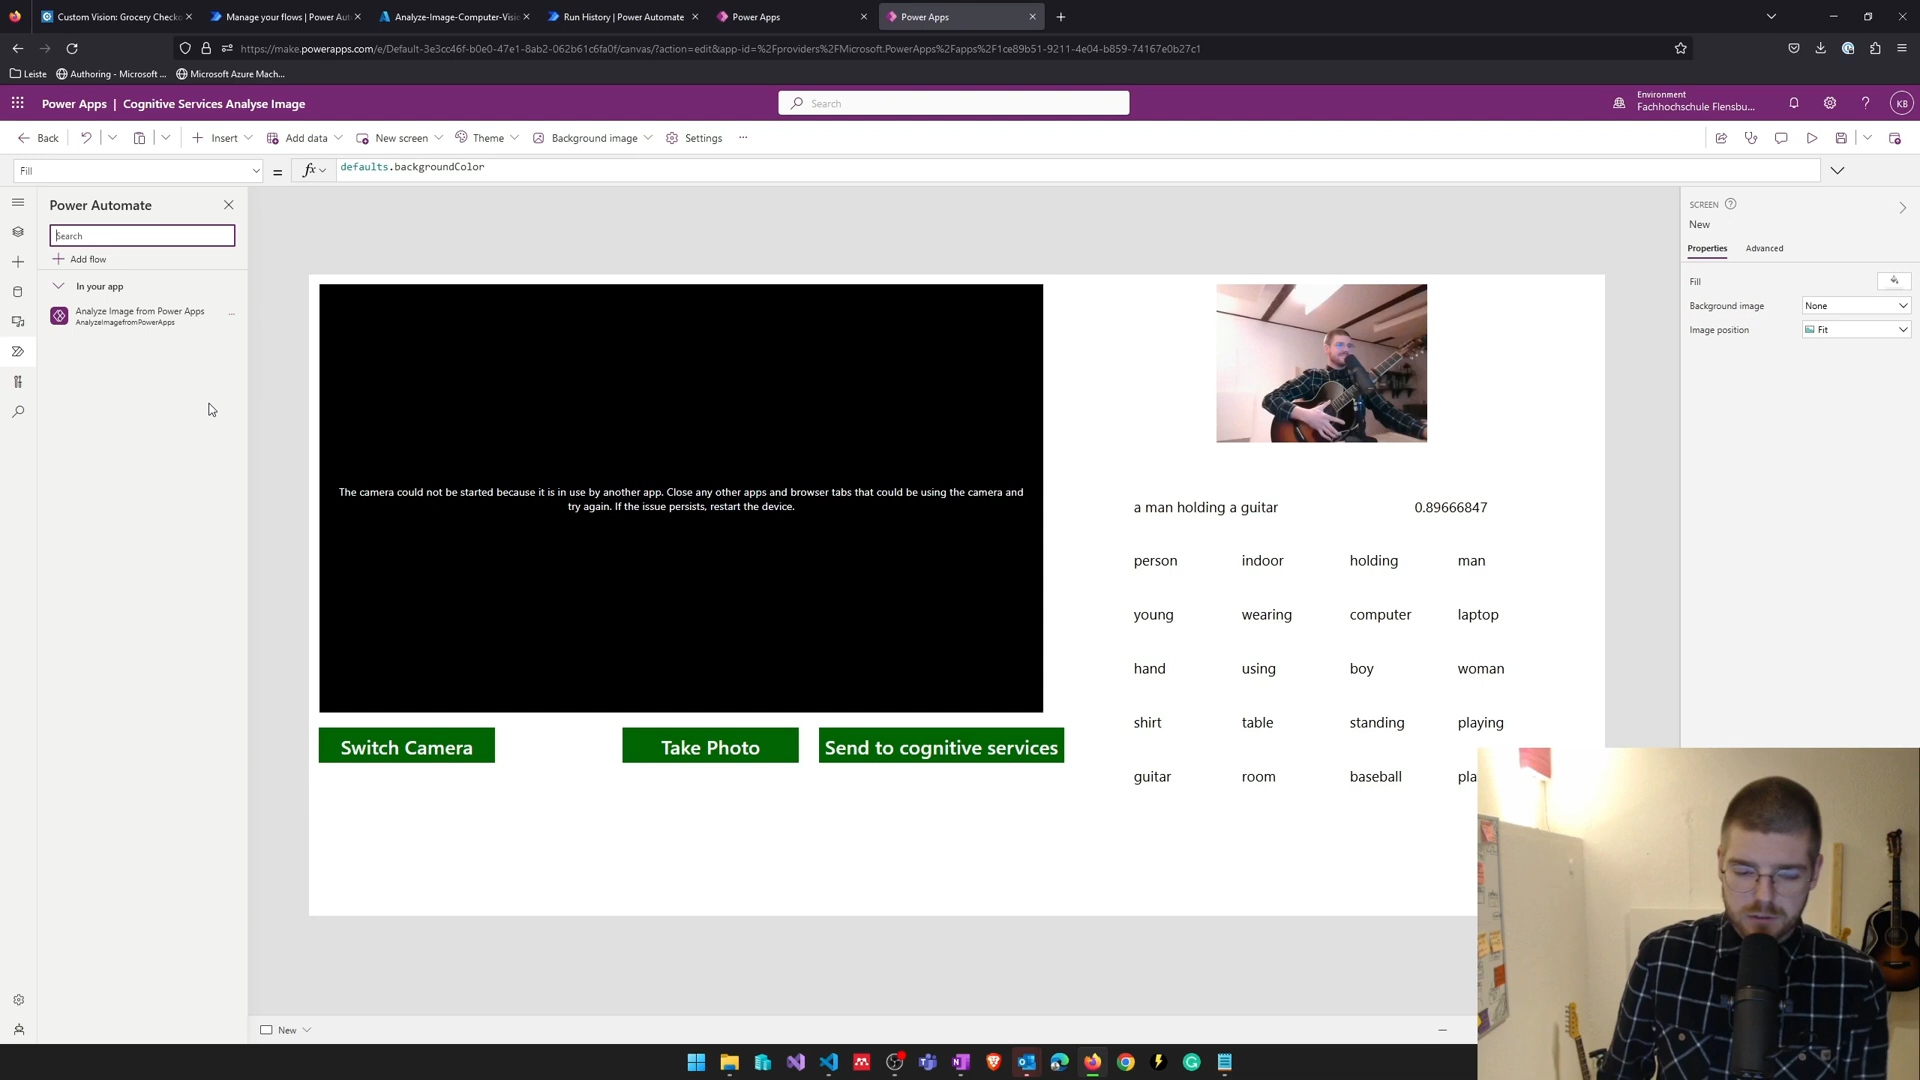 Custom Vision: Grocery Checko
Manage your flows | Power Aut
Analyze-Image-Computer-Visio
Run History | Power Automate
Power Apps
Power Apps
https://make.powerapps.com/e/Default-3e3cc46f-b0e0-47e1-8ab2-062b61c6fa0f/canvas/?action=edit&app-id=%2Fproviders%2FMicrosoft.PowerApps%2Fapps%2F1ce89b51-9211-4e04-b859-74167e0b27c1
Leiste
Authoring - Microsoft ...
Microsoft Azure Mach...
Power Apps | Cognitive Services Analyse Image
Search
Environment
Fachhochschule Flensbu...
KB
Back
Insert
Add data
New screen
Theme
Background image
Settings
...
Fill
=
fx
defaults.backgroundColor
Power Automate
Search
Add flow
In your app
Analyze Image from Power Apps
AnalyzeImagefromPowerApps
...
The camera could not be started because it is in use by another app. Close any other apps and browser tabs that could be using the camera and
try again. If the issue persists, restart the device.
Switch Camera
Take Photo
Send to cognitive services
a man holding a guitar
0.89666847
person indoor holding man
young wearing computer laptop
hand using boy woman
shirt table standing playing
guitar room baseball pla
SCREEN
New
Properties
Advanced
Fill
Background image
None
Image position
Fit
New